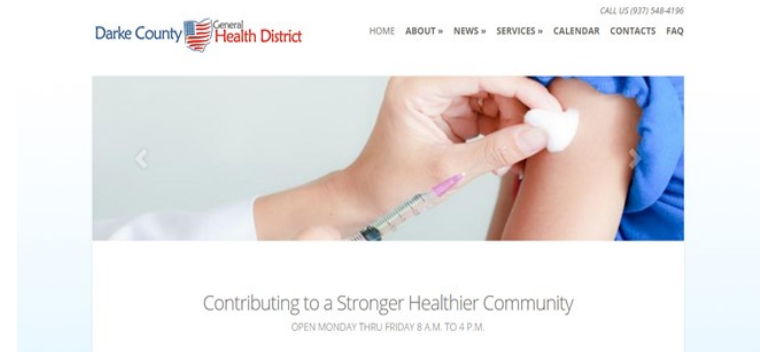 CALL US (937) 548-4196
Darke County General Health District
HOME ABOUT » NEWS » SERVICES » CALENDAR CONTACTS FAQ
Contributing to a Stronger Healthier Community
OPEN MONDAY THRU FRIDAY 8 A.M. TO 4 P.M.